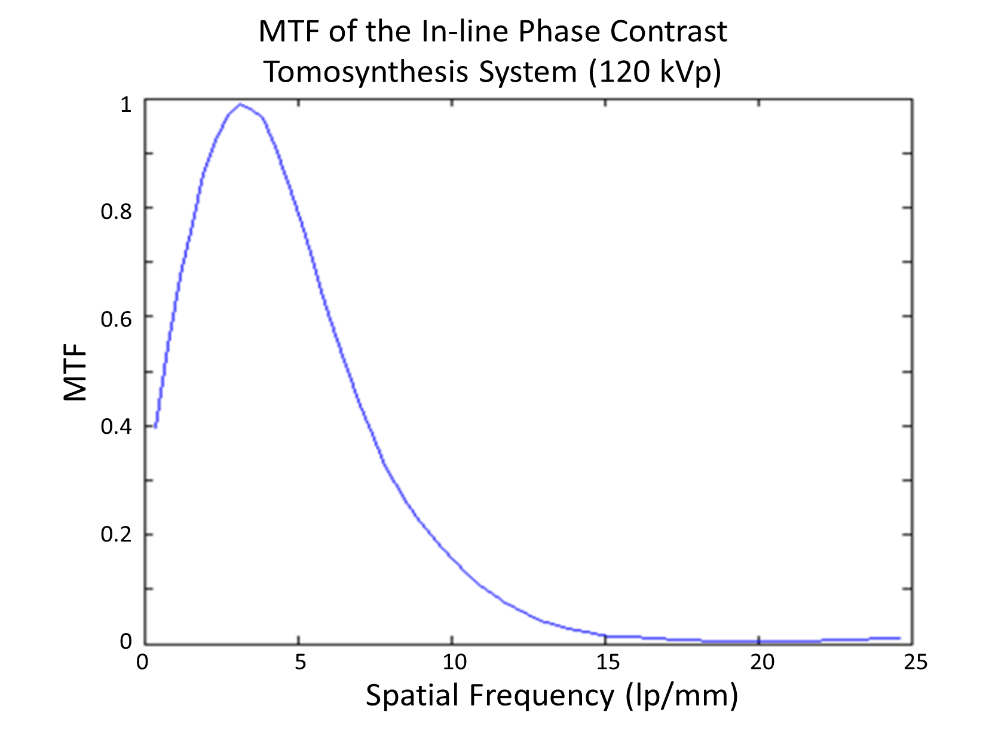 MTF of the In-line Phase Contrast
Tomosynthesis System (120 kVp)
1
0.8
0.6
0.4
0.2
0
MTF
0 5 10 15 20 25
Spatial Frequency (lp/mm)